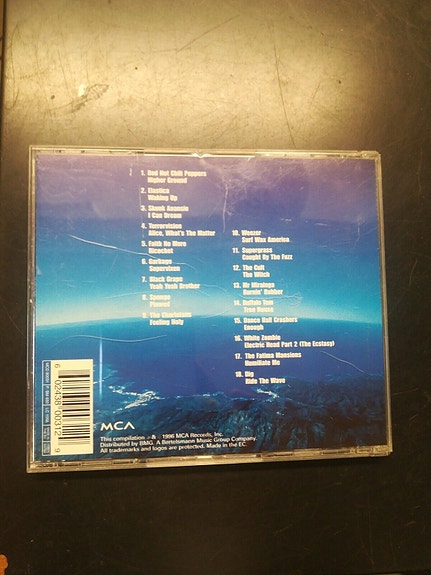 1. Red Hot Chili Peppers
Higher Ground
2. Elastica
Waking Up
3. Skunk Anansie
I Can Dream
4. Terrorvision
Alice, What's The Matter
5. Faith No More
Ricochet
6. Garbage
Supervixen
7. Black Grape
Yeah Yeah Brother
8. Sponge
Plowed
9. The Charlatans
Feeling Holy
10. Weezer
Surf Wax America
11. Supergrass
Caught By The Fuzz
12. The Cult
The Witch
13. Mr Mirainga
Burnin' Rubber
14. Buffalo Tom
Tree House
15. Dance Hall Crashers
Enough
16. White Zombie
Electric Head Part 2 (The Ecstasy)
17. The Fatima Mansions
Humiliate Me
18. Dig
Ride The Wave
6 02438 00312 9
MCA
This compilation ℗ & © 1996 MCA Records, Inc.
Distributed by BMG. A Bertelsmann Music Group Company.
All trademarks and logos are protected. Made in the EC.